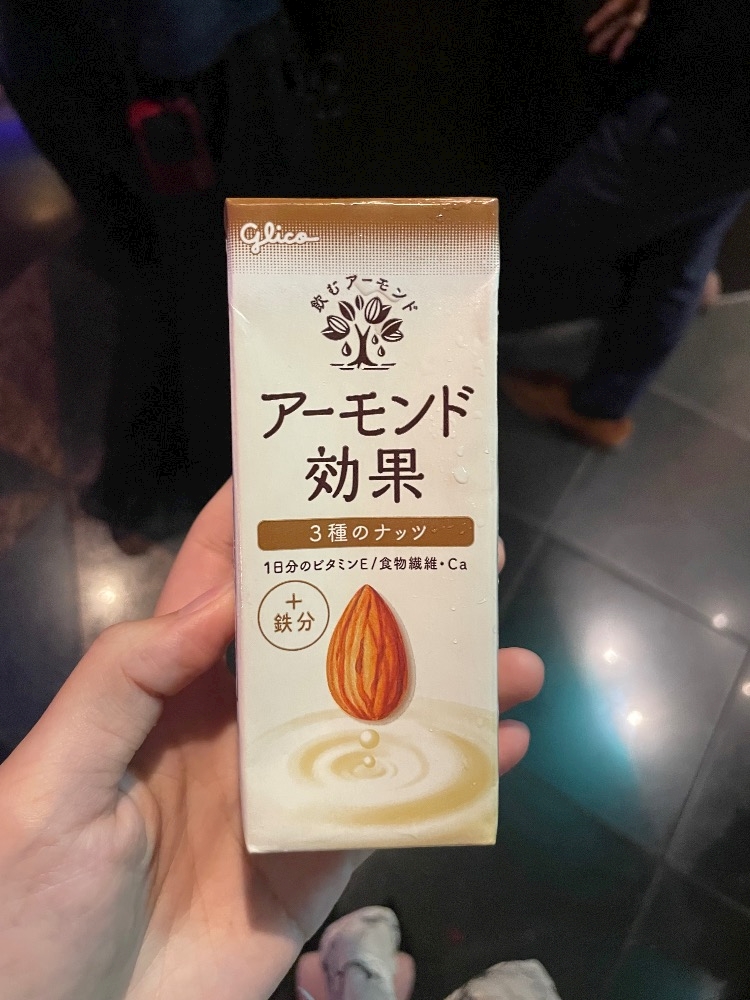 glico
飲むアーモンド
アーモンド
効果
3種のナッツ
1日分のビタミンE/食物繊維・Ca
+
鉄分